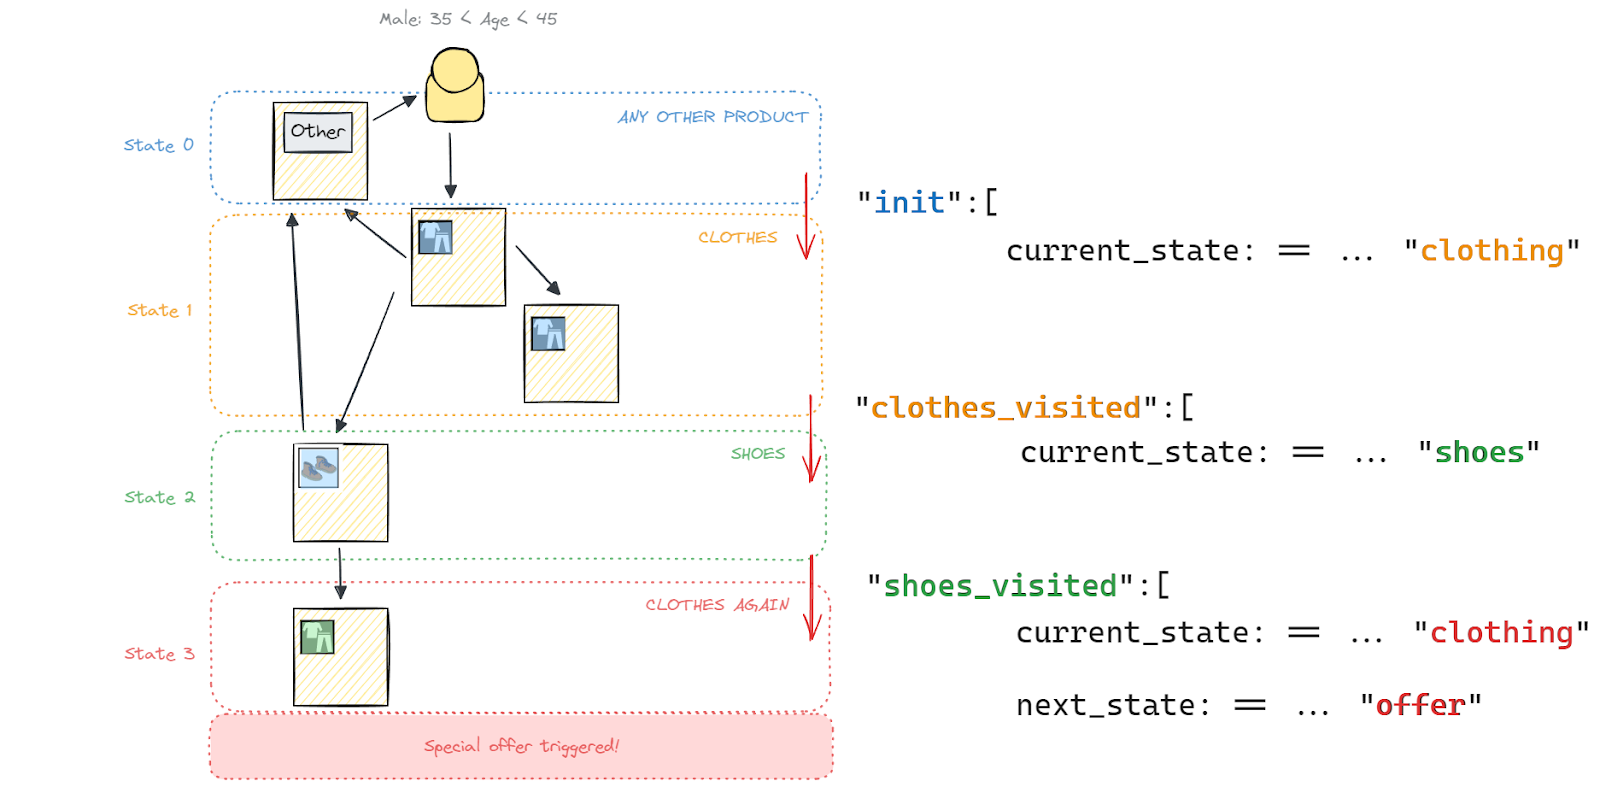 Male: 35 < Age < 45
Other
ANY OTHER PRODUCT
State 0
"init":[
current_state: == ... "clothing"
CLOTHES
State 1
"clothes_visited":[
current_state: == ... "shoes"
SHOES
State 2
"shoes_visited":[
current_state: == ... "clothing"
CLOTHES AGAIN
State 3
next_state: == ... "offer"
Special offer triggered!